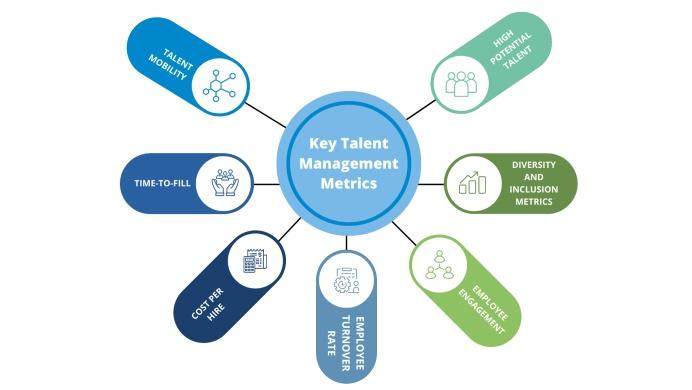 Key Talent
Management
Metrics
TALENT
MOBILITY
HIGH
POTENTIAL
TALENT
TIME-TO-FILL
DIVERSITY
AND
INCLUSION
METRICS
COST PER
HIRE
EMPLOYEE
TURNOVER
RATE
EMPLOYEE
ENGAGEMENT